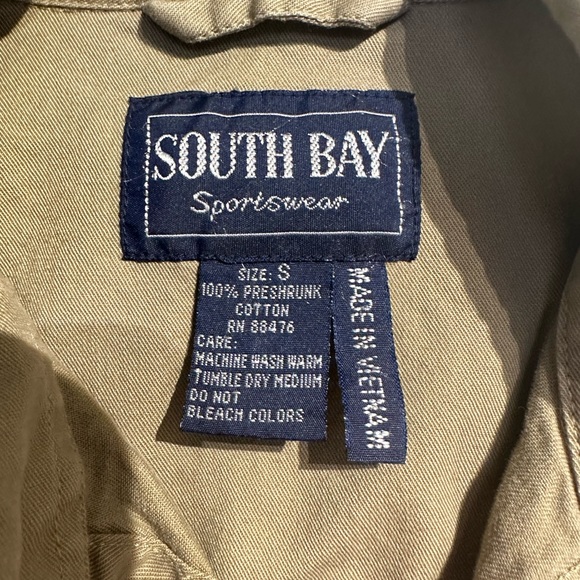 SOUTH BAY
Sportswear
SIZE: S
100% PRESHRUNK
COTTON
RN 88476
CARE:
MACHINE WASH WARM
TUMBLE DRY MEDIUM
DO NOT
BLEACH COLORS
MADE IN VIETNAM